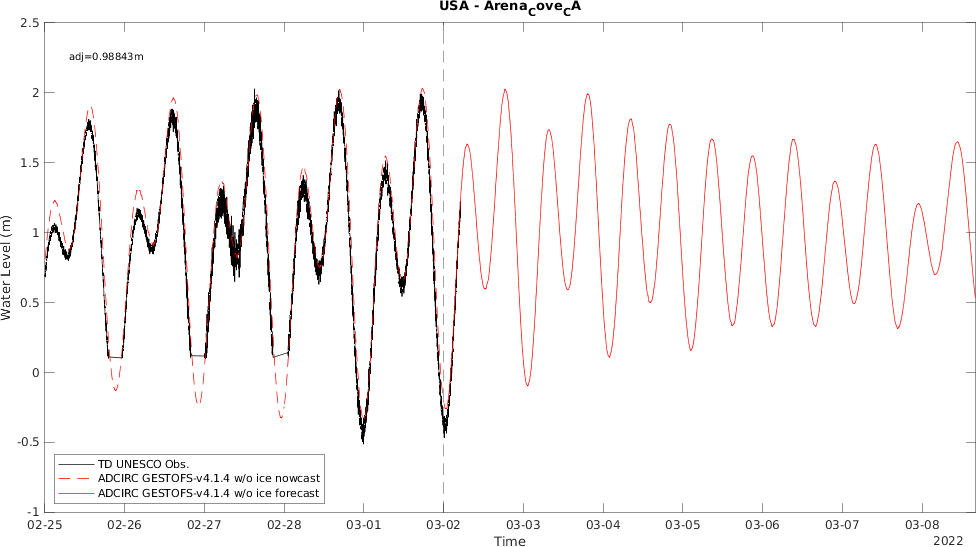 USA - ArenaCoveCA
2.5
adj=0.98843m
2
1.5
1
0.5
0
-0.5
-1
Water Level (m)
TD UNESCO Obs.
ADCIRC GESTOFS-v4.1.4 w/o ice nowcast
ADCIRC GESTOFS-v4.1.4 w/o ice forecast
02-25 02-26 02-27 02-28 03-01 03-02 03-03 03-04 03-05 03-06 03-07 03-08
Time
2022